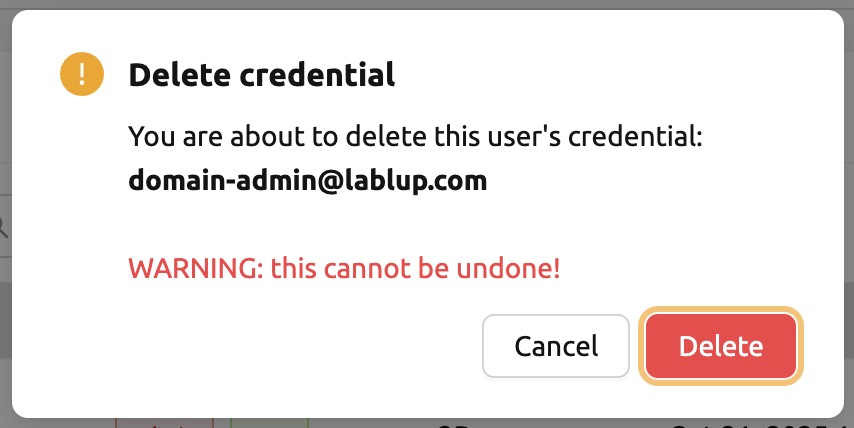 Delete credential
You are about to delete this user's credential:
domain-admin@lablup.com
WARNING: this cannot be undone!
Cancel
Delete